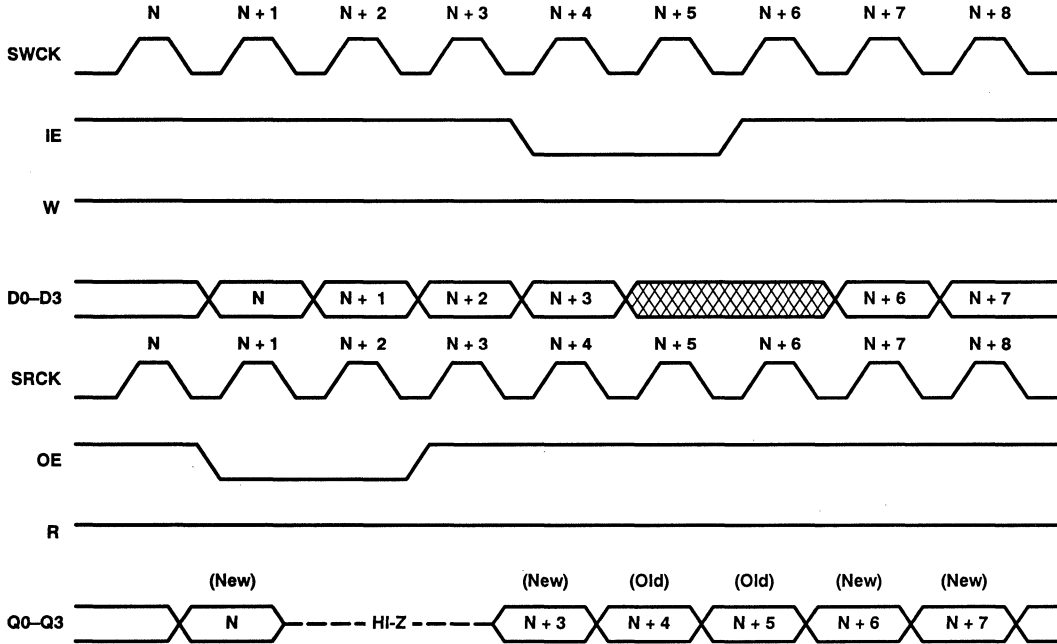 N N + 1 N + 2 N + 3 N + 4 N + 5 N + 6 N + 7 N + 8
SWCK
IE
W
D0–D3 N N + 1 N + 2 N + 3 N + 6 N + 7
N N + 1 N + 2 N + 3 N + 4 N + 5 N + 6 N + 7 N + 8
SRCK
OE
R
(New) (New) (Old) (Old) (New) (New)
Q0–Q3 N HI-Z N + 3 N + 4 N + 5 N + 6 N + 7